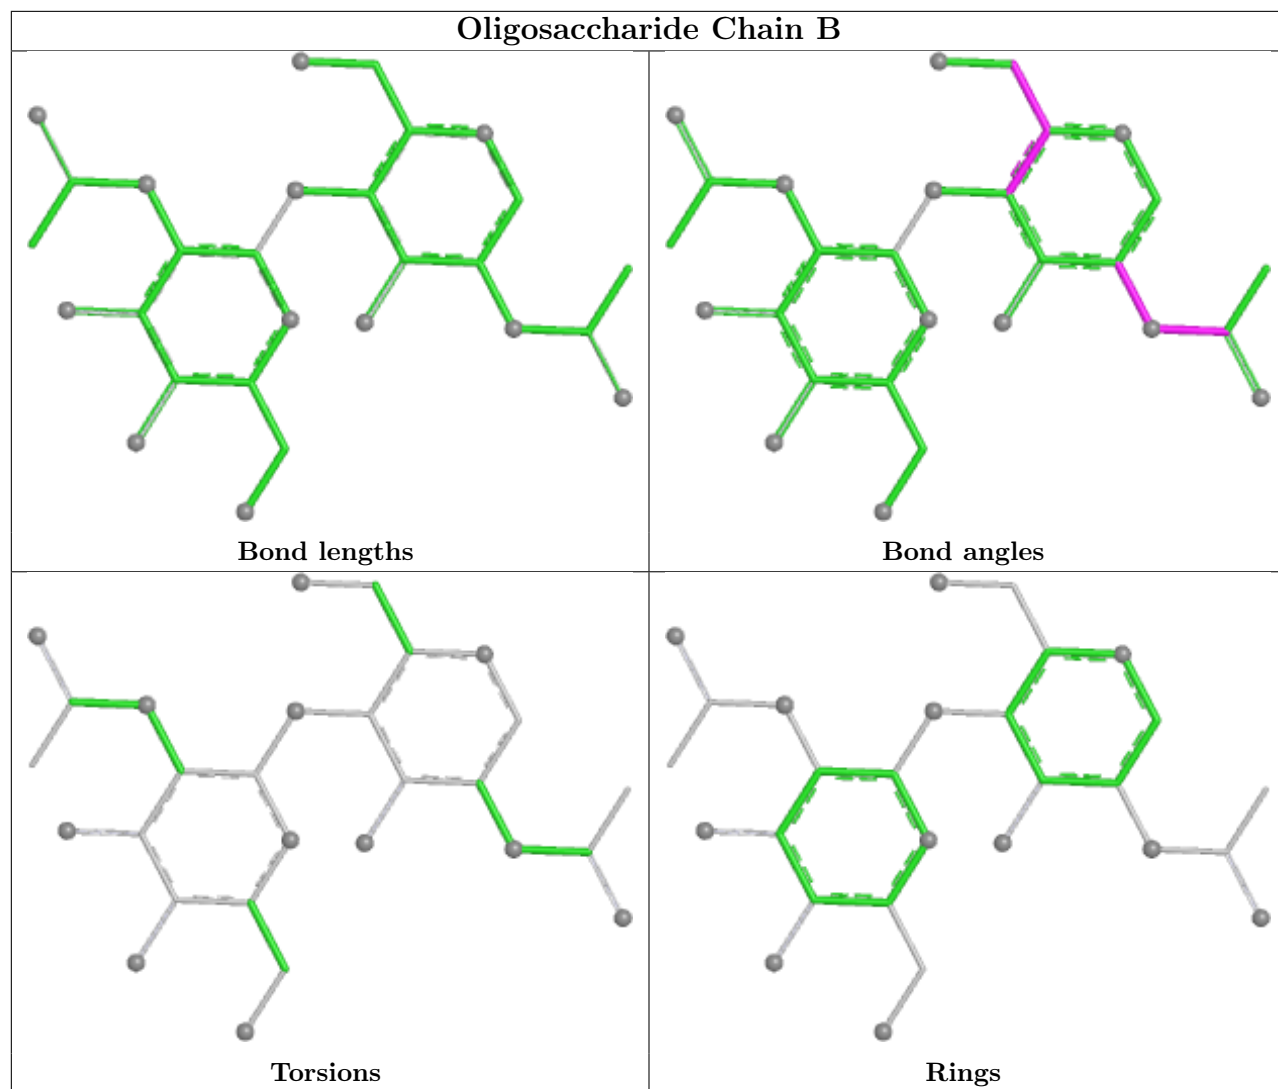 Oligosaccharide Chain B
Bond lengths
Bond angles
Torsions
Rings